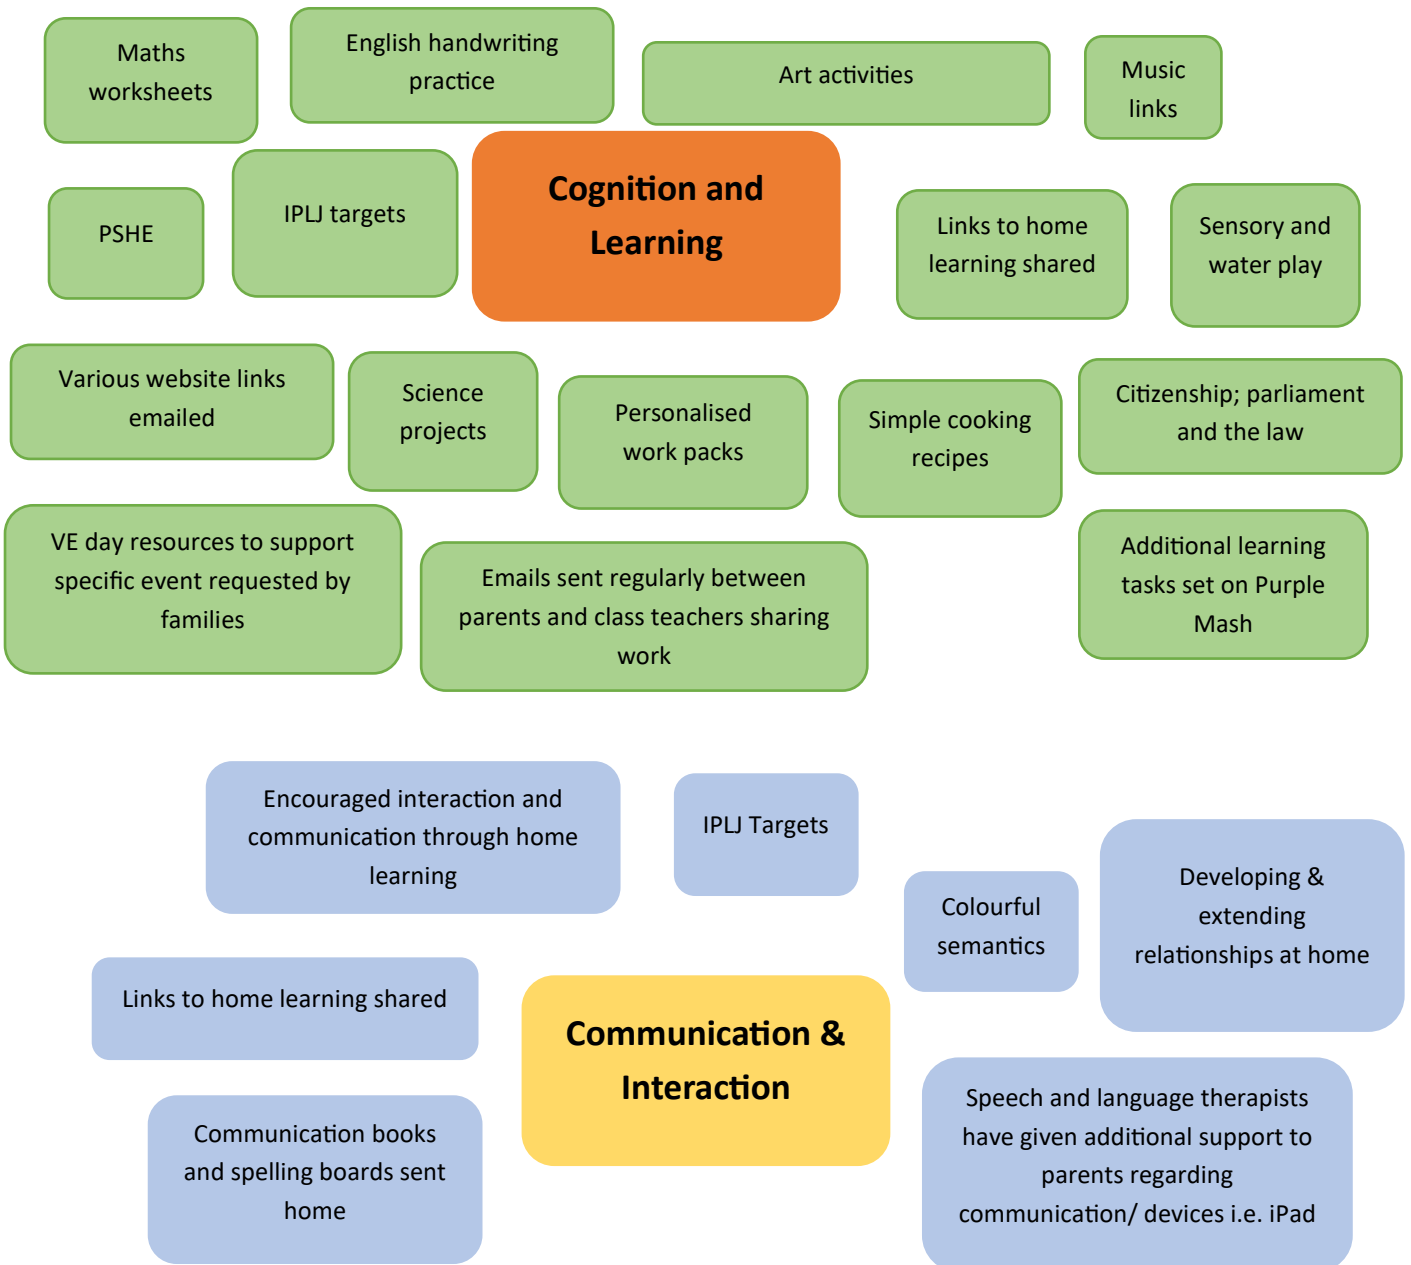 Maths
worksheets
English handwriting
practice
Art activities
Music
links
PSHE
IPLJ targets
Cognition and
Learning
Links to home
learning shared
Sensory and
water play
Various website links
emailed
Science
projects
Personalised
work packs
Simple cooking
recipes
Citizenship; parliament
and the law
VE day resources to support
specific event requested by
families
Emails sent regularly between
parents and class teachers sharing
work
Additional learning
tasks set on Purple
Mash
Encouraged interaction and
communication through home
learning
IPLJ Targets
Colourful
semantics
Developing &
extending
relationships at home
Links to home learning shared
Communication &
Interaction
Communication books
and spelling boards sent
home
Speech and language therapists
have given additional support to
parents regarding
communication/ devices i.e. iPad